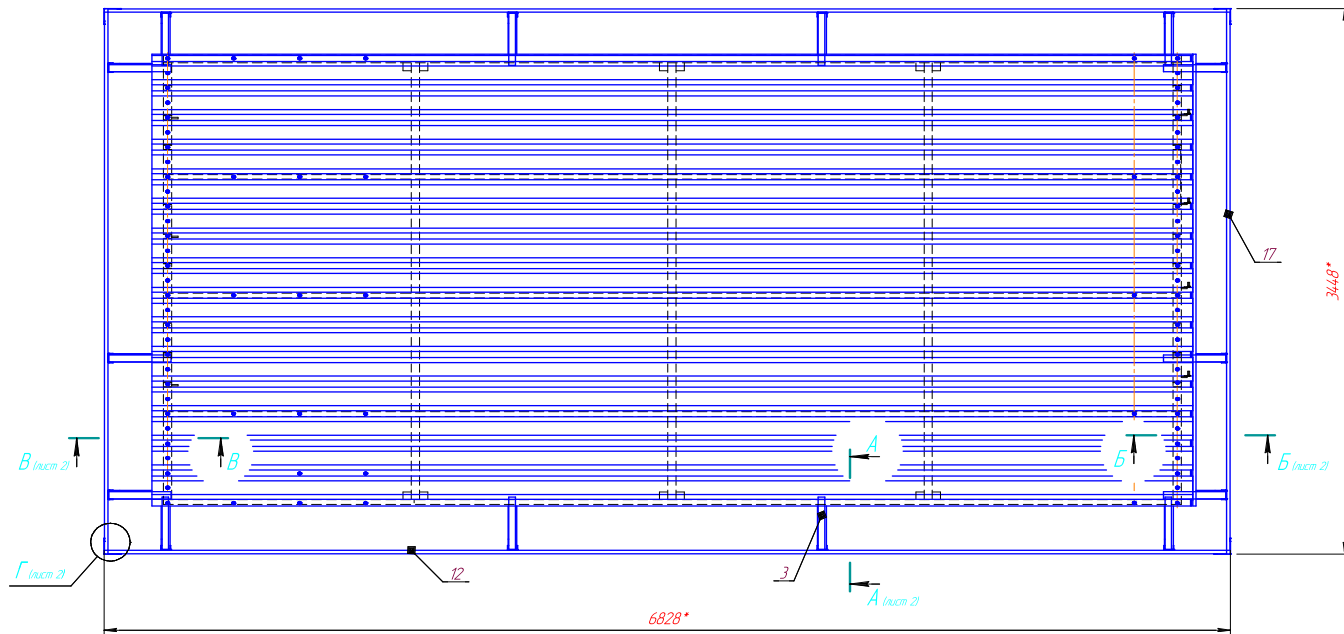 17
3448*
А
В (лист 2)
В
Б
Б (лист 2)
Г (лист 2)
12
3
А (лист 2)
6828*